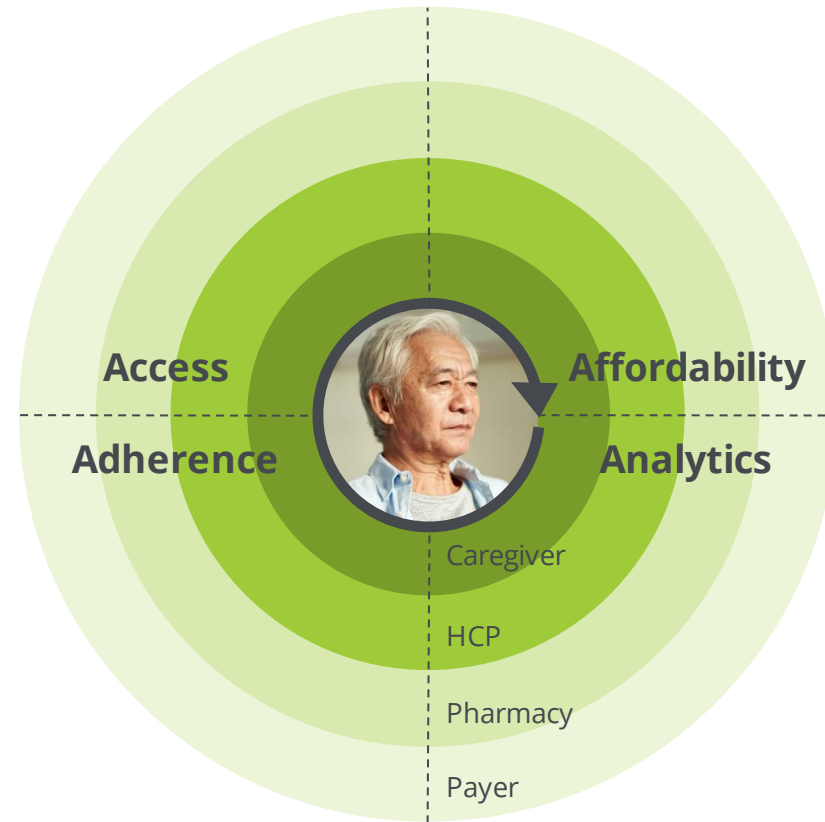 Access
Affordability
Adherence
Analytics
Caregiver
HCP
Pharmacy
Payer